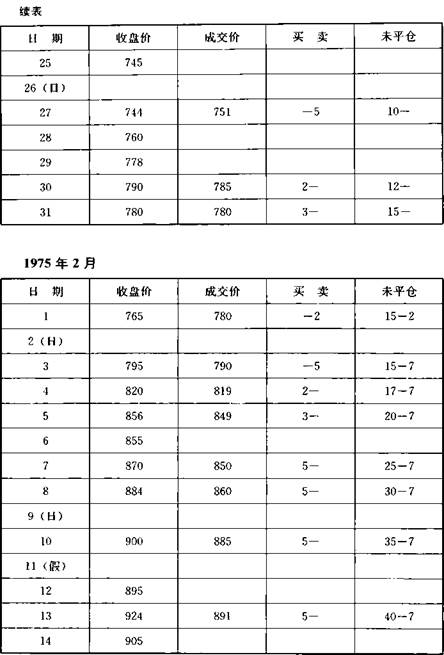 续表
日 期 收盘价 成交价 买 卖 未平仓
25 745
26(日)
27 744 751 —5 10—
28 760
29 778
30 790 785 2— 12—
31 780 780 3— 15—
1975 年 2 月
日 期 收盘价 成交价 买 卖 未平仓
1 765 780 —2 15—2
2(日)
3 795 790 —5 15—7
4 820 819 2— 17—7
5 856 849 3— 20—7
6 855
7 870 850 5— 25—7
8 884 860 5— 30—7
9(日)
10 900 885 5— 35—7
11(假)
12 895
13 924 891 5— 40—7
14 905